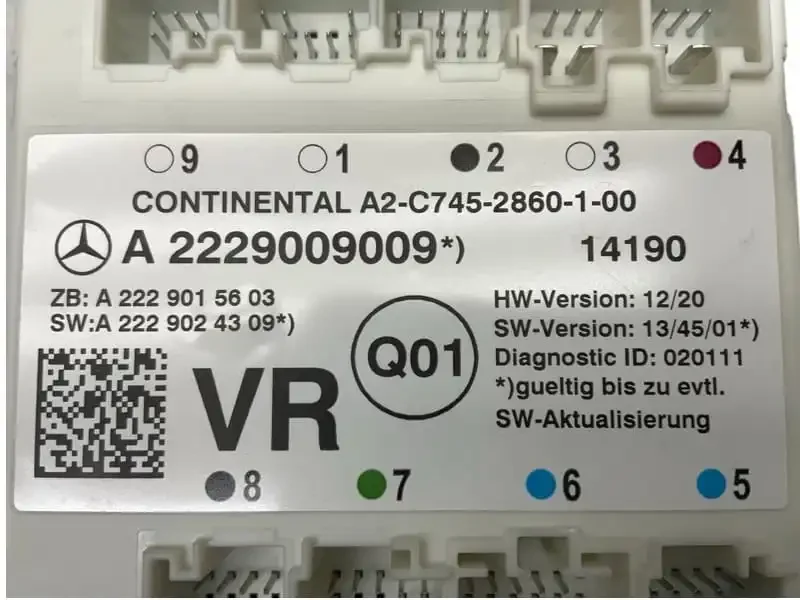 9 1 2 3 4
CONTINENTAL A2-C745-2860-1-00
A 2229009009*) 14190
ZB: A 222 901 56 03
SW:A 222 902 43 09*)
HW-Version: 12/20
SW-Version: 13/45/01*)
Diagnostic ID: 020111
*)gueltig bis zu evtl.
SW-Aktualisierung
Q01
VR
8 7 6 5